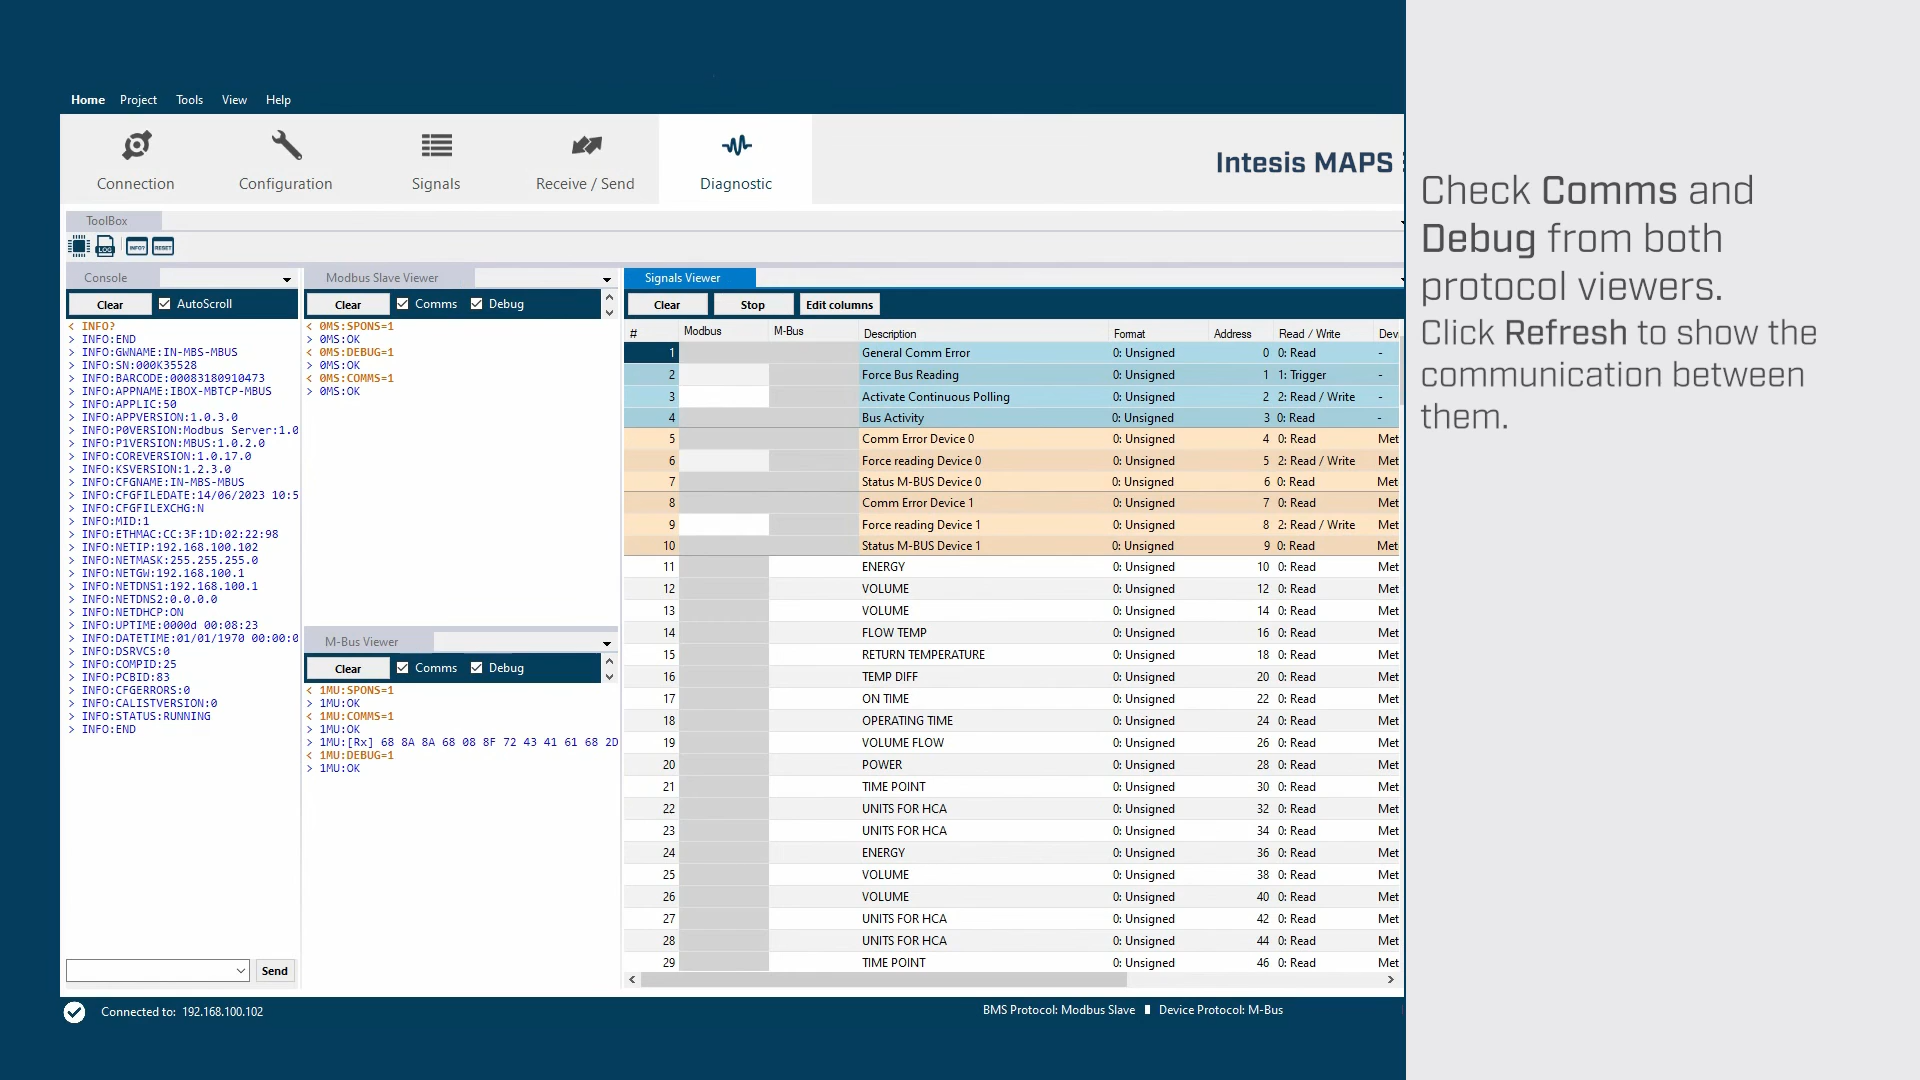 Home Project Tools View Help
Connection Configuration Signals Receive / Send Diagnostic
Intesis MAPS
Check Comms and
Debug from both
protocol viewers.
Click Refresh to show the
communication between
them.
ToolBox
LOG INFO? RESET
Console
Clear AutoScroll
< INFO?
> INFO:END
> INFO:GWNAME:IN-MBS-MBUS
> INFO:SN:000K35528
> INFO:BARCODE:00083180910473
> INFO:APPNAME:IBOX-MBTCP-MBUS
> INFO:APPLIC:50
> INFO:APPVERSION:1.0.3.0
> INFO:P0VERSION:Modbus Server:1.0
> INFO:P1VERSION:MBUS:1.0.2.0
> INFO:COREVERSION:1.0.17.0
> INFO:KSVERSION:1.2.3.0
> INFO:CFGNAME:IN-MBS-MBUS
> INFO:CFGFILEDATE:14/06/2023 10:5
> INFO:CFGFILEXCHG:N
> INFO:MID:1
> INFO:ETHMAC:CC:3F:1D:02:22:98
> INFO:NETIP:192.168.100.102
> INFO:NETMASK:255.255.255.0
> INFO:NETGW:192.168.100.1
> INFO:NETDNS1:192.168.100.1
> INFO:NETDNS2:0.0.0.0
> INFO:NETDHCP:ON
> INFO:UPTIME:0000d 00:08:23
> INFO:DATETIME:01/01/1970 00:00:0
> INFO:DSRVCS:0
> INFO:COMPID:25
> INFO:PCBID:83
> INFO:CFGERRORS:0
> INFO:CALISTVERSION:0
> INFO:STATUS:RUNNING
> INFO:END
Send
Modbus Slave Viewer
Clear Comms Debug
< 0MS:SPONS=1
> 0MS:OK
< 0MS:DEBUG=1
> 0MS:OK
< 0MS:COMMS=1
> 0MS:OK
M-Bus Viewer
Clear Comms Debug
< 1MU:SPONS=1
> 1MU:OK
< 1MU:COMMS=1
> 1MU:OK
> 1MU:[Rx] 68 8A 8A 68 08 8F 72 43 41 61 68 2D
< 1MU:DEBUG=1
> 1MU:OK
Signals Viewer
Clear Stop Edit columns
# Modbus M-Bus Description Format Address Read / Write Dev
1 General Comm Error 0: Unsigned 0 0: Read -
2 Force Bus Reading 0: Unsigned 1 1: Trigger -
3 Activate Continuous Polling 0: Unsigned 2 2: Read / Write -
4 Bus Activity 0: Unsigned 3 0: Read -
5 Comm Error Device 0 0: Unsigned 4 0: Read Met
6 Force reading Device 0 0: Unsigned 5 2: Read / Write Met
7 Status M-BUS Device 0 0: Unsigned 6 0: Read Met
8 Comm Error Device 1 0: Unsigned 7 0: Read Met
9 Force reading Device 1 0: Unsigned 8 2: Read / Write Met
10 Status M-BUS Device 1 0: Unsigned 9 0: Read Met
11 ENERGY 0: Unsigned 10 0: Read Met
12 VOLUME 0: Unsigned 12 0: Read Met
13 VOLUME 0: Unsigned 14 0: Read Met
14 FLOW TEMP 0: Unsigned 16 0: Read Met
15 RETURN TEMPERATURE 0: Unsigned 18 0: Read Met
16 TEMP DIFF 0: Unsigned 20 0: Read Met
17 ON TIME 0: Unsigned 22 0: Read Met
18 OPERATING TIME 0: Unsigned 24 0: Read Met
19 VOLUME FLOW 0: Unsigned 26 0: Read Met
20 POWER 0: Unsigned 28 0: Read Met
21 TIME POINT 0: Unsigned 30 0: Read Met
22 UNITS FOR HCA 0: Unsigned 32 0: Read Met
23 UNITS FOR HCA 0: Unsigned 34 0: Read Met
24 ENERGY 0: Unsigned 36 0: Read Met
25 VOLUME 0: Unsigned 38 0: Read Met
26 VOLUME 0: Unsigned 40 0: Read Met
27 UNITS FOR HCA 0: Unsigned 42 0: Read Met
28 UNITS FOR HCA 0: Unsigned 44 0: Read Met
29 TIME POINT 0: Unsigned 46 0: Read Met
Connected to: 192.168.100.102
BMS Protocol: Modbus Slave Device Protocol: M-Bus